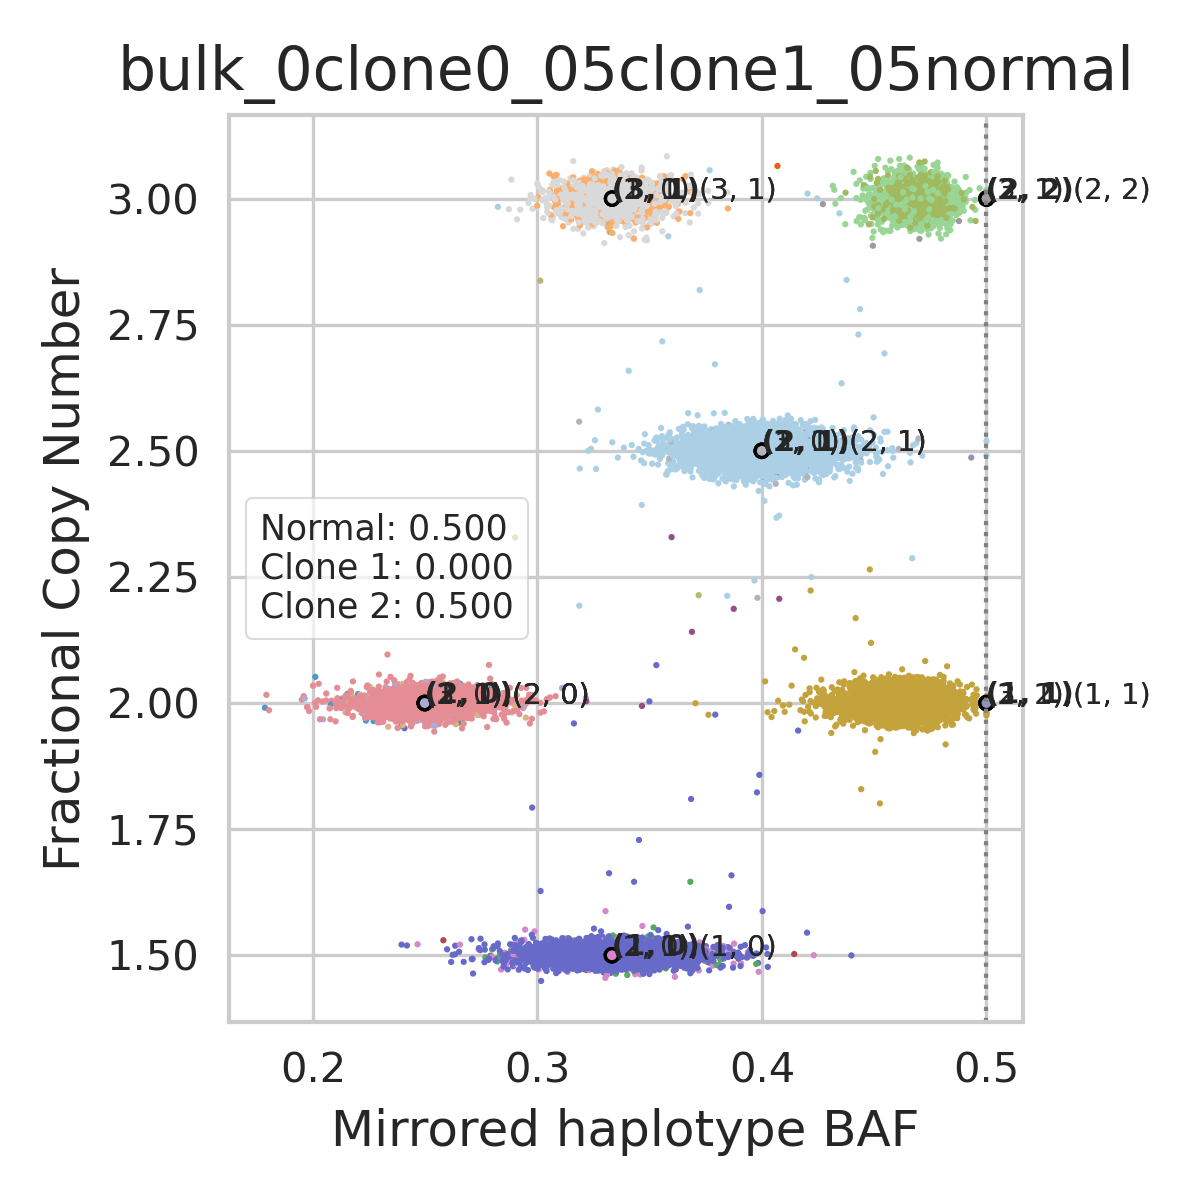 bulk_0clone0_05clone1_05normal
Fractional Copy Number
3.00
2.75
2.50
2.25
2.00
1.75
1.50
(3, 1)
(2, 2)
(2, 1)
Normal: 0.500
Clone 1: 0.000
Clone 2: 0.500
(2, 0)
(1, 1)
(1, 0)
0.2
0.3
0.4
0.5
Mirrored haplotype BAF